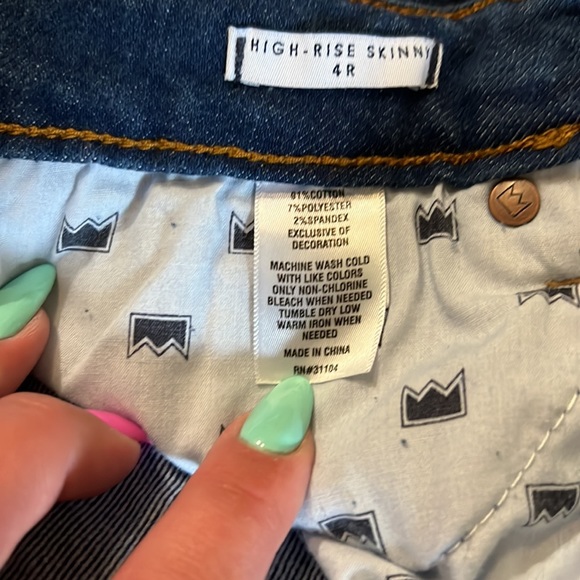 HIGH-RISE SKINNY
4R
91%COTTON
7%POLYESTER
2%SPANDEX
EXCLUSIVE OF
DECORATION
MACHINE WASH COLD
WITH LIKE COLORS
ONLY NON-CHLORINE
BLEACH WHEN NEEDED
TUMBLE DRY LOW
WARM IRON WHEN
NEEDED
MADE IN CHINA
RN#31104